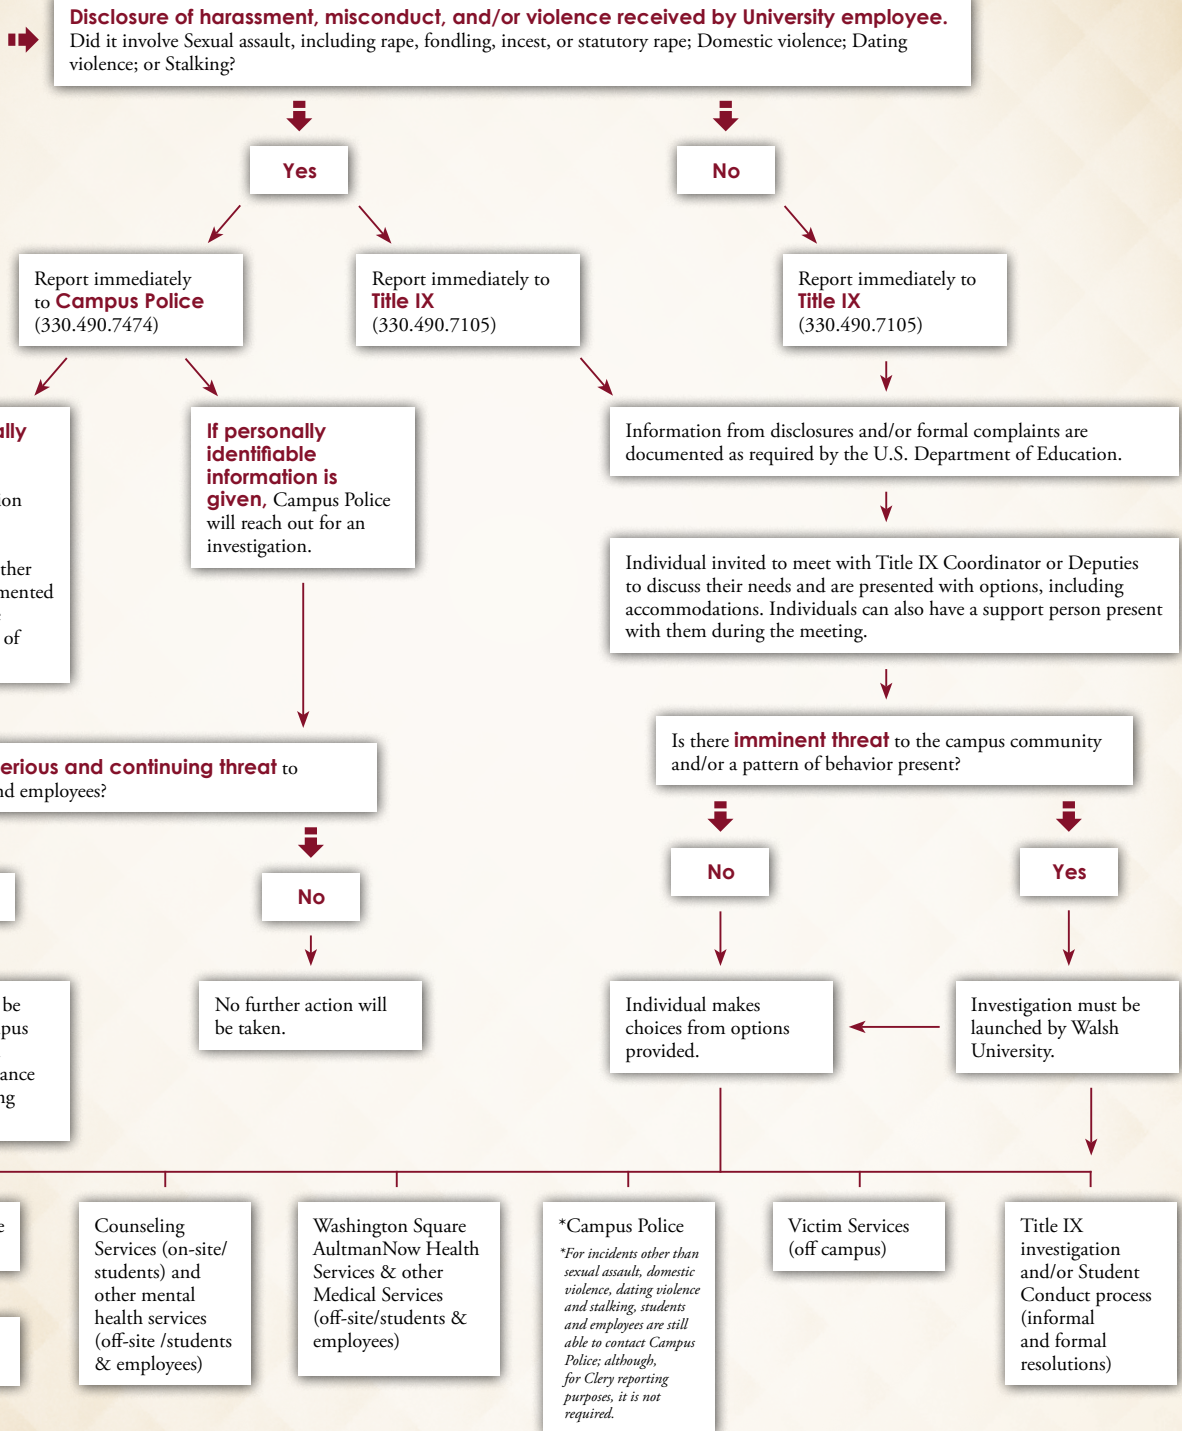 Disclosure of harassment, misconduct, and/or violence received by University employee.
Did it involve Sexual assault, including rape, fondling, incest, or statutory rape; Domestic violence; Dating
violence; or Stalking?
Yes
No
Report immediately
to Campus Police
(330.490.7474)
Report immediately to
Title IX
(330.490.7105)
Report immediately to
Title IX
(330.490.7105)
If personally
identifiable
information is
given, Campus Police
will reach out for an
investigation.
Information from disclosures and/or formal complaints are
documented as required by the U.S. Department of Education.
of
Individual invited to meet with Title IX Coordinator or Deputies
to discuss their needs and are presented with options, including
accommodations. Individuals can also have a support person present
with them during the meeting.
continuing threat to
employees?
Is there imminent threat to the campus community
and/or a pattern of behavior present?
No
No
Yes
be
No further action will
be taken.
Individual makes
choices from options
provided.
Investigation must be
launched by Walsh
University.
Counseling
Services (on-site/
students) and
other mental
health services
(off-site /students
& employees)
Washington Square
AultmanNow Health
Services & other
Medical Services
(off-site/students &
employees)
*Campus Police
*For incidents other than
sexual assault, domestic
violence, dating violence
and stalking, students
and employees are still
able to contact Campus
Police; although,
for Clery reporting
purposes, it is not
required.
Victim Services
(off campus)
Title IX
investigation
and/or Student
Conduct process
(informal
and formal
resolutions)